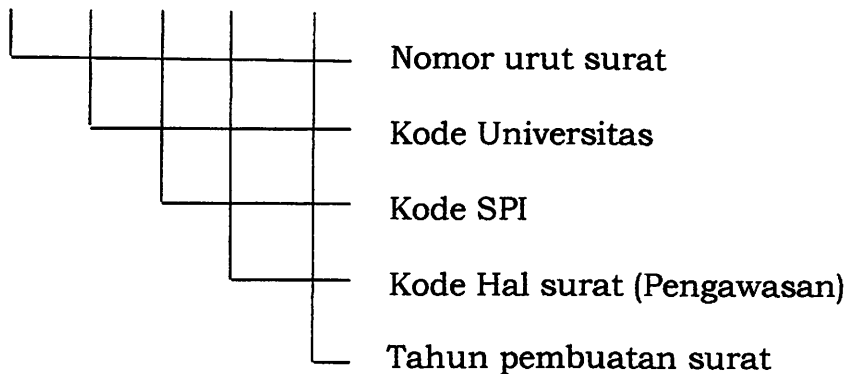 Nomor urut surat
Kode Universitas
Kode SPI
Kode Hal surat (Pengawasan)
Tahun pembuatan surat